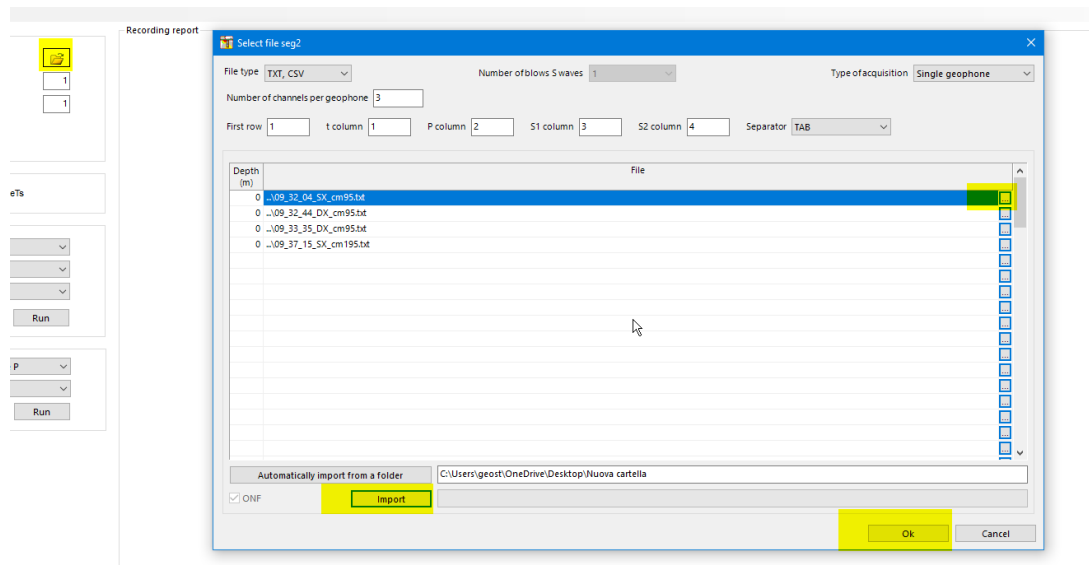 Recording report
1
1
eTs
Run
P
Run
Select file seg2
File type TXT, CSV Number of blows S waves 1 Type of acquisition Single geophone
Number of channels per geophone 3
First row 1 t column 1 P column 2 S1 column 3 S2 column 4 Separator TAB
Depth
(m)
File
0 ..\09_32_04_SX_cm95.txt ...
0 ..\09_32_44_DX_cm95.txt ...
0 ..\09_33_35_DX_cm95.txt ...
0 ..\09_37_15_SX_cm195.txt ...
...
...
...
...
...
...
...
...
...
...
...
...
...
Automatically import from a folder C:\Users\geost\OneDrive\Desktop\Nuova cartella
ONF Import
Ok Cancel